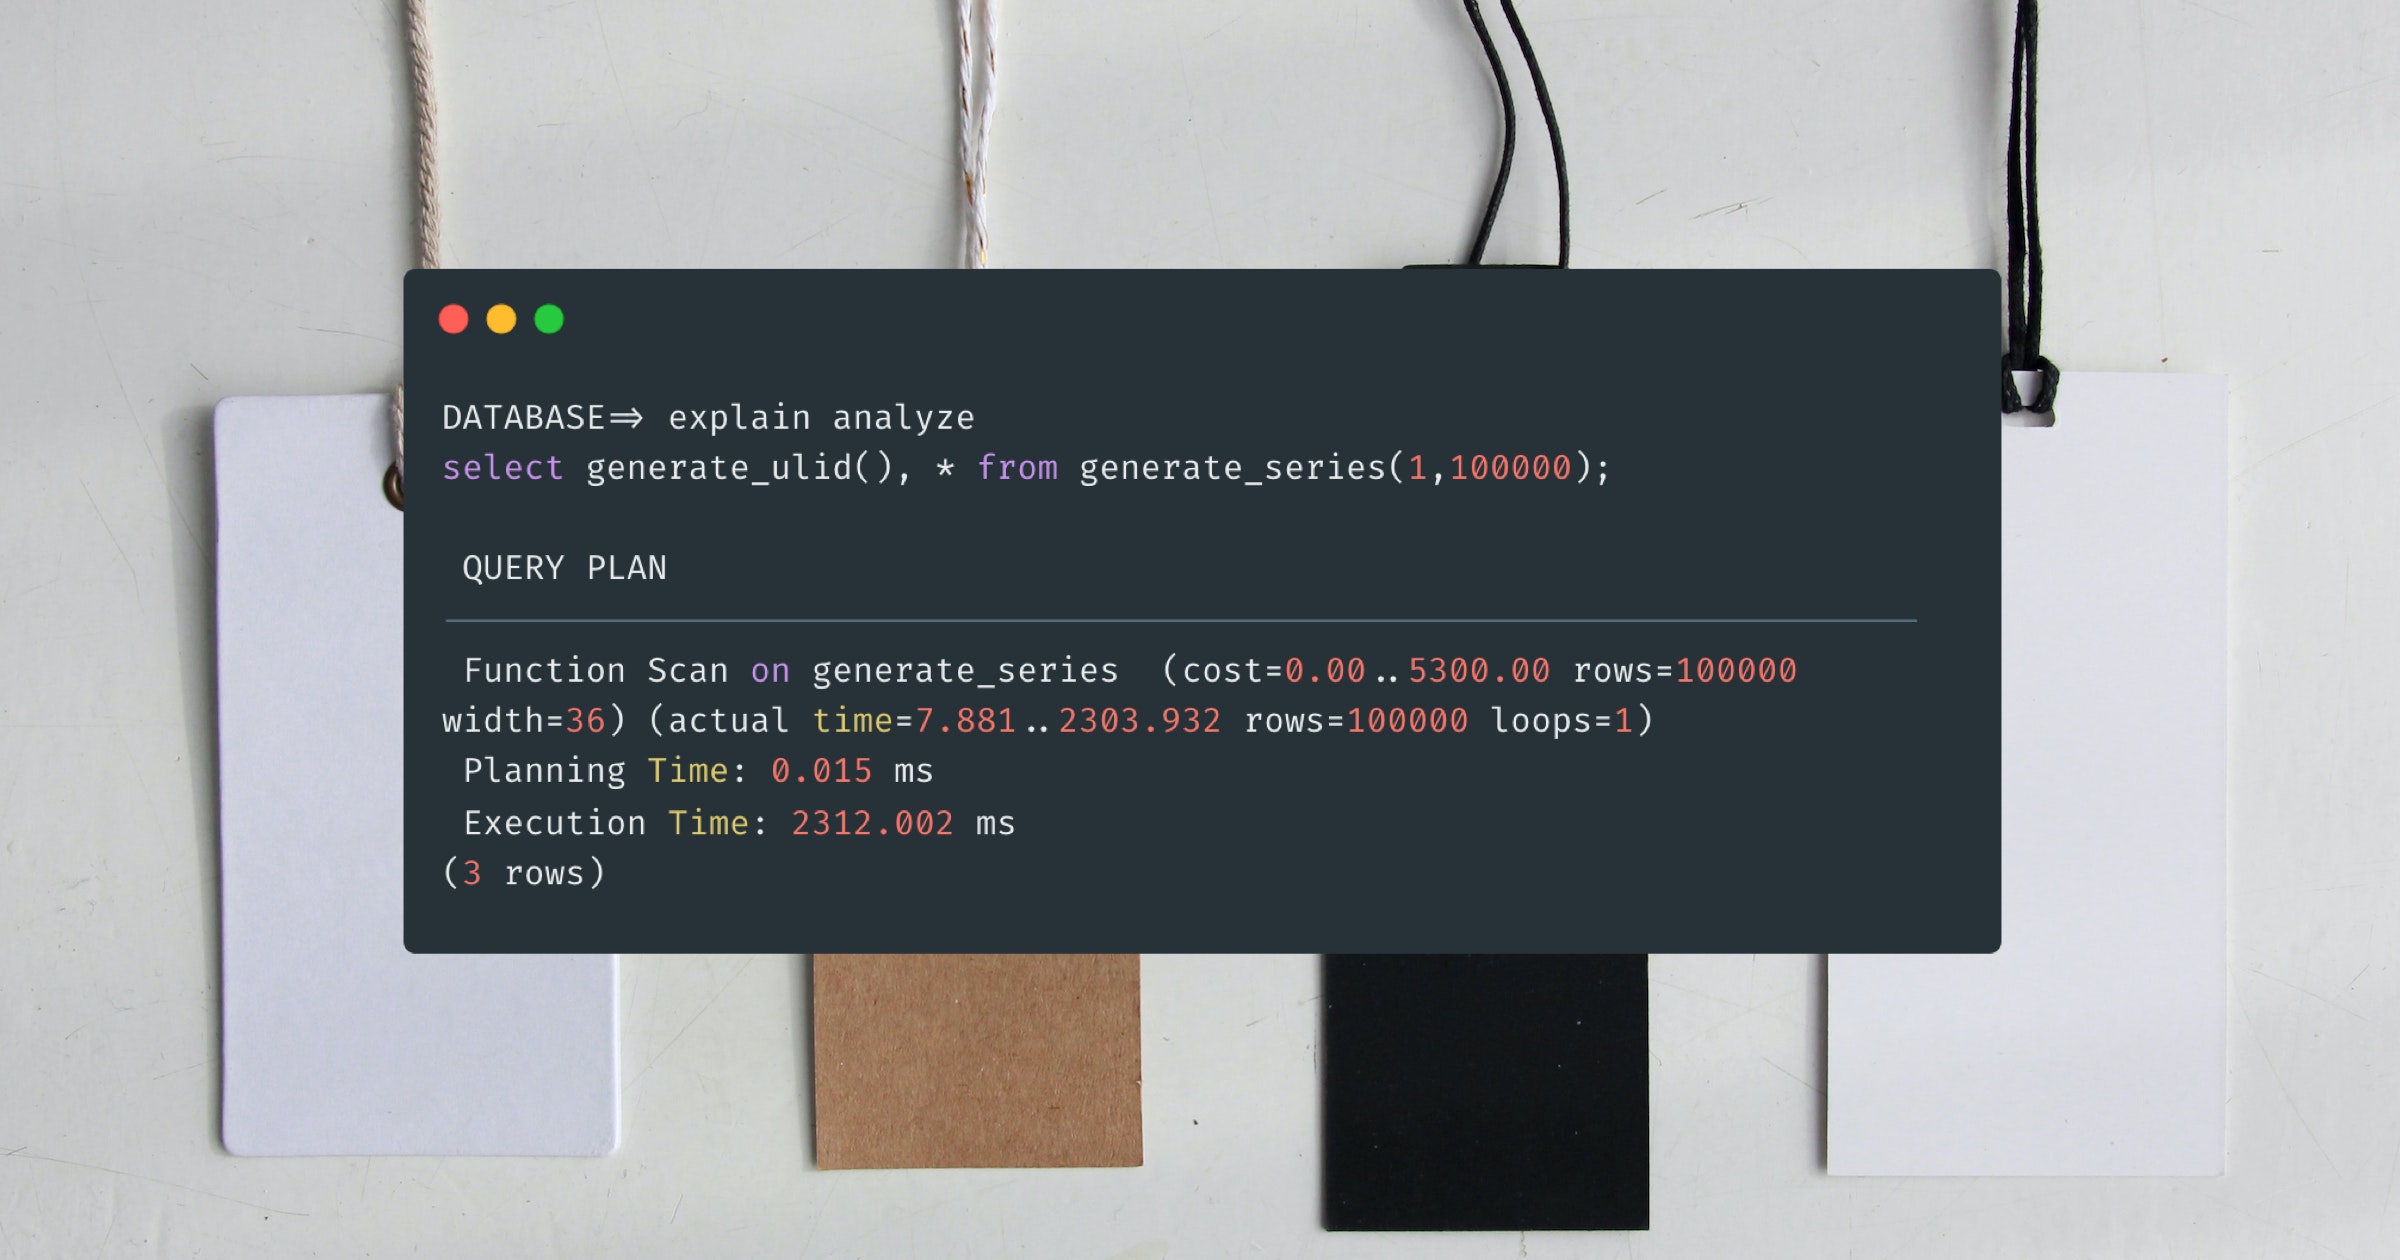 DATABASE=> explain analyze
select generate_ulid(), * from generate_series(1,100000);
QUERY PLAN
Function Scan on generate_series  (cost=0.00..5300.00 rows=100000
width=36) (actual time=7.881..2303.932 rows=100000 loops=1)
Planning Time: 0.015 ms
Execution Time: 2312.002 ms
(3 rows)